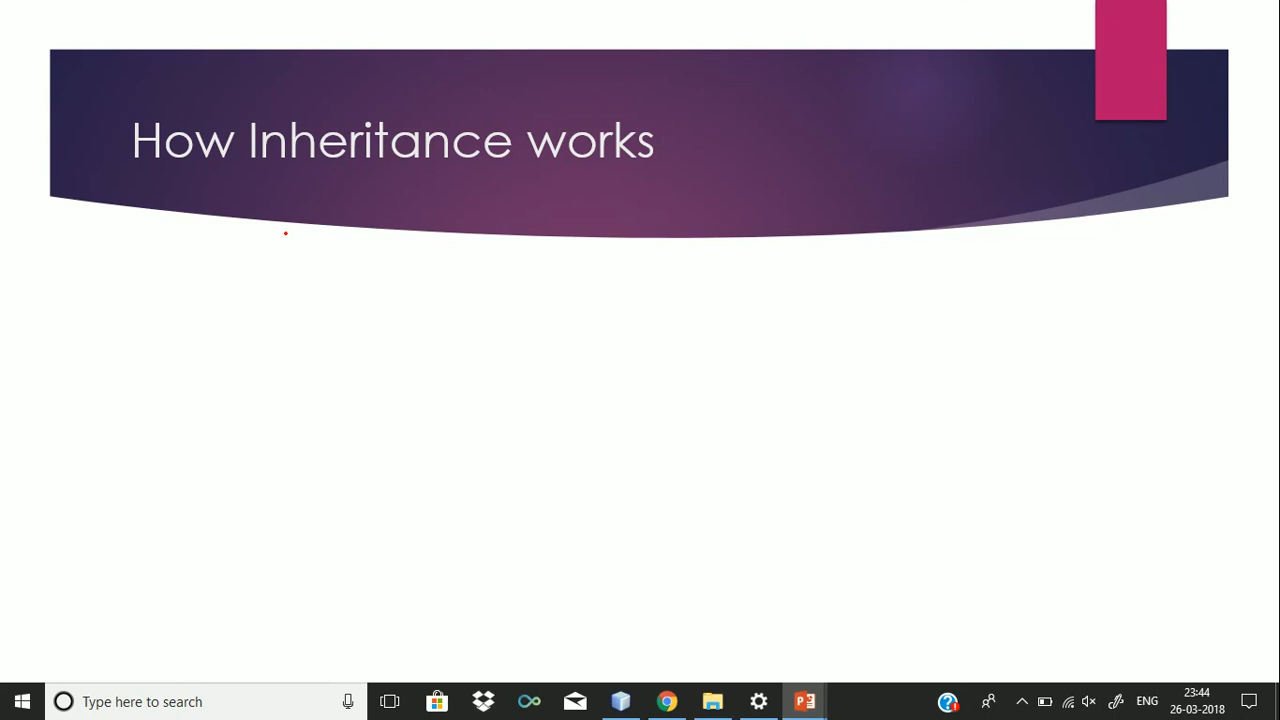 How Inheritance works
Type here to search
ENG
23:44
26-03-2018